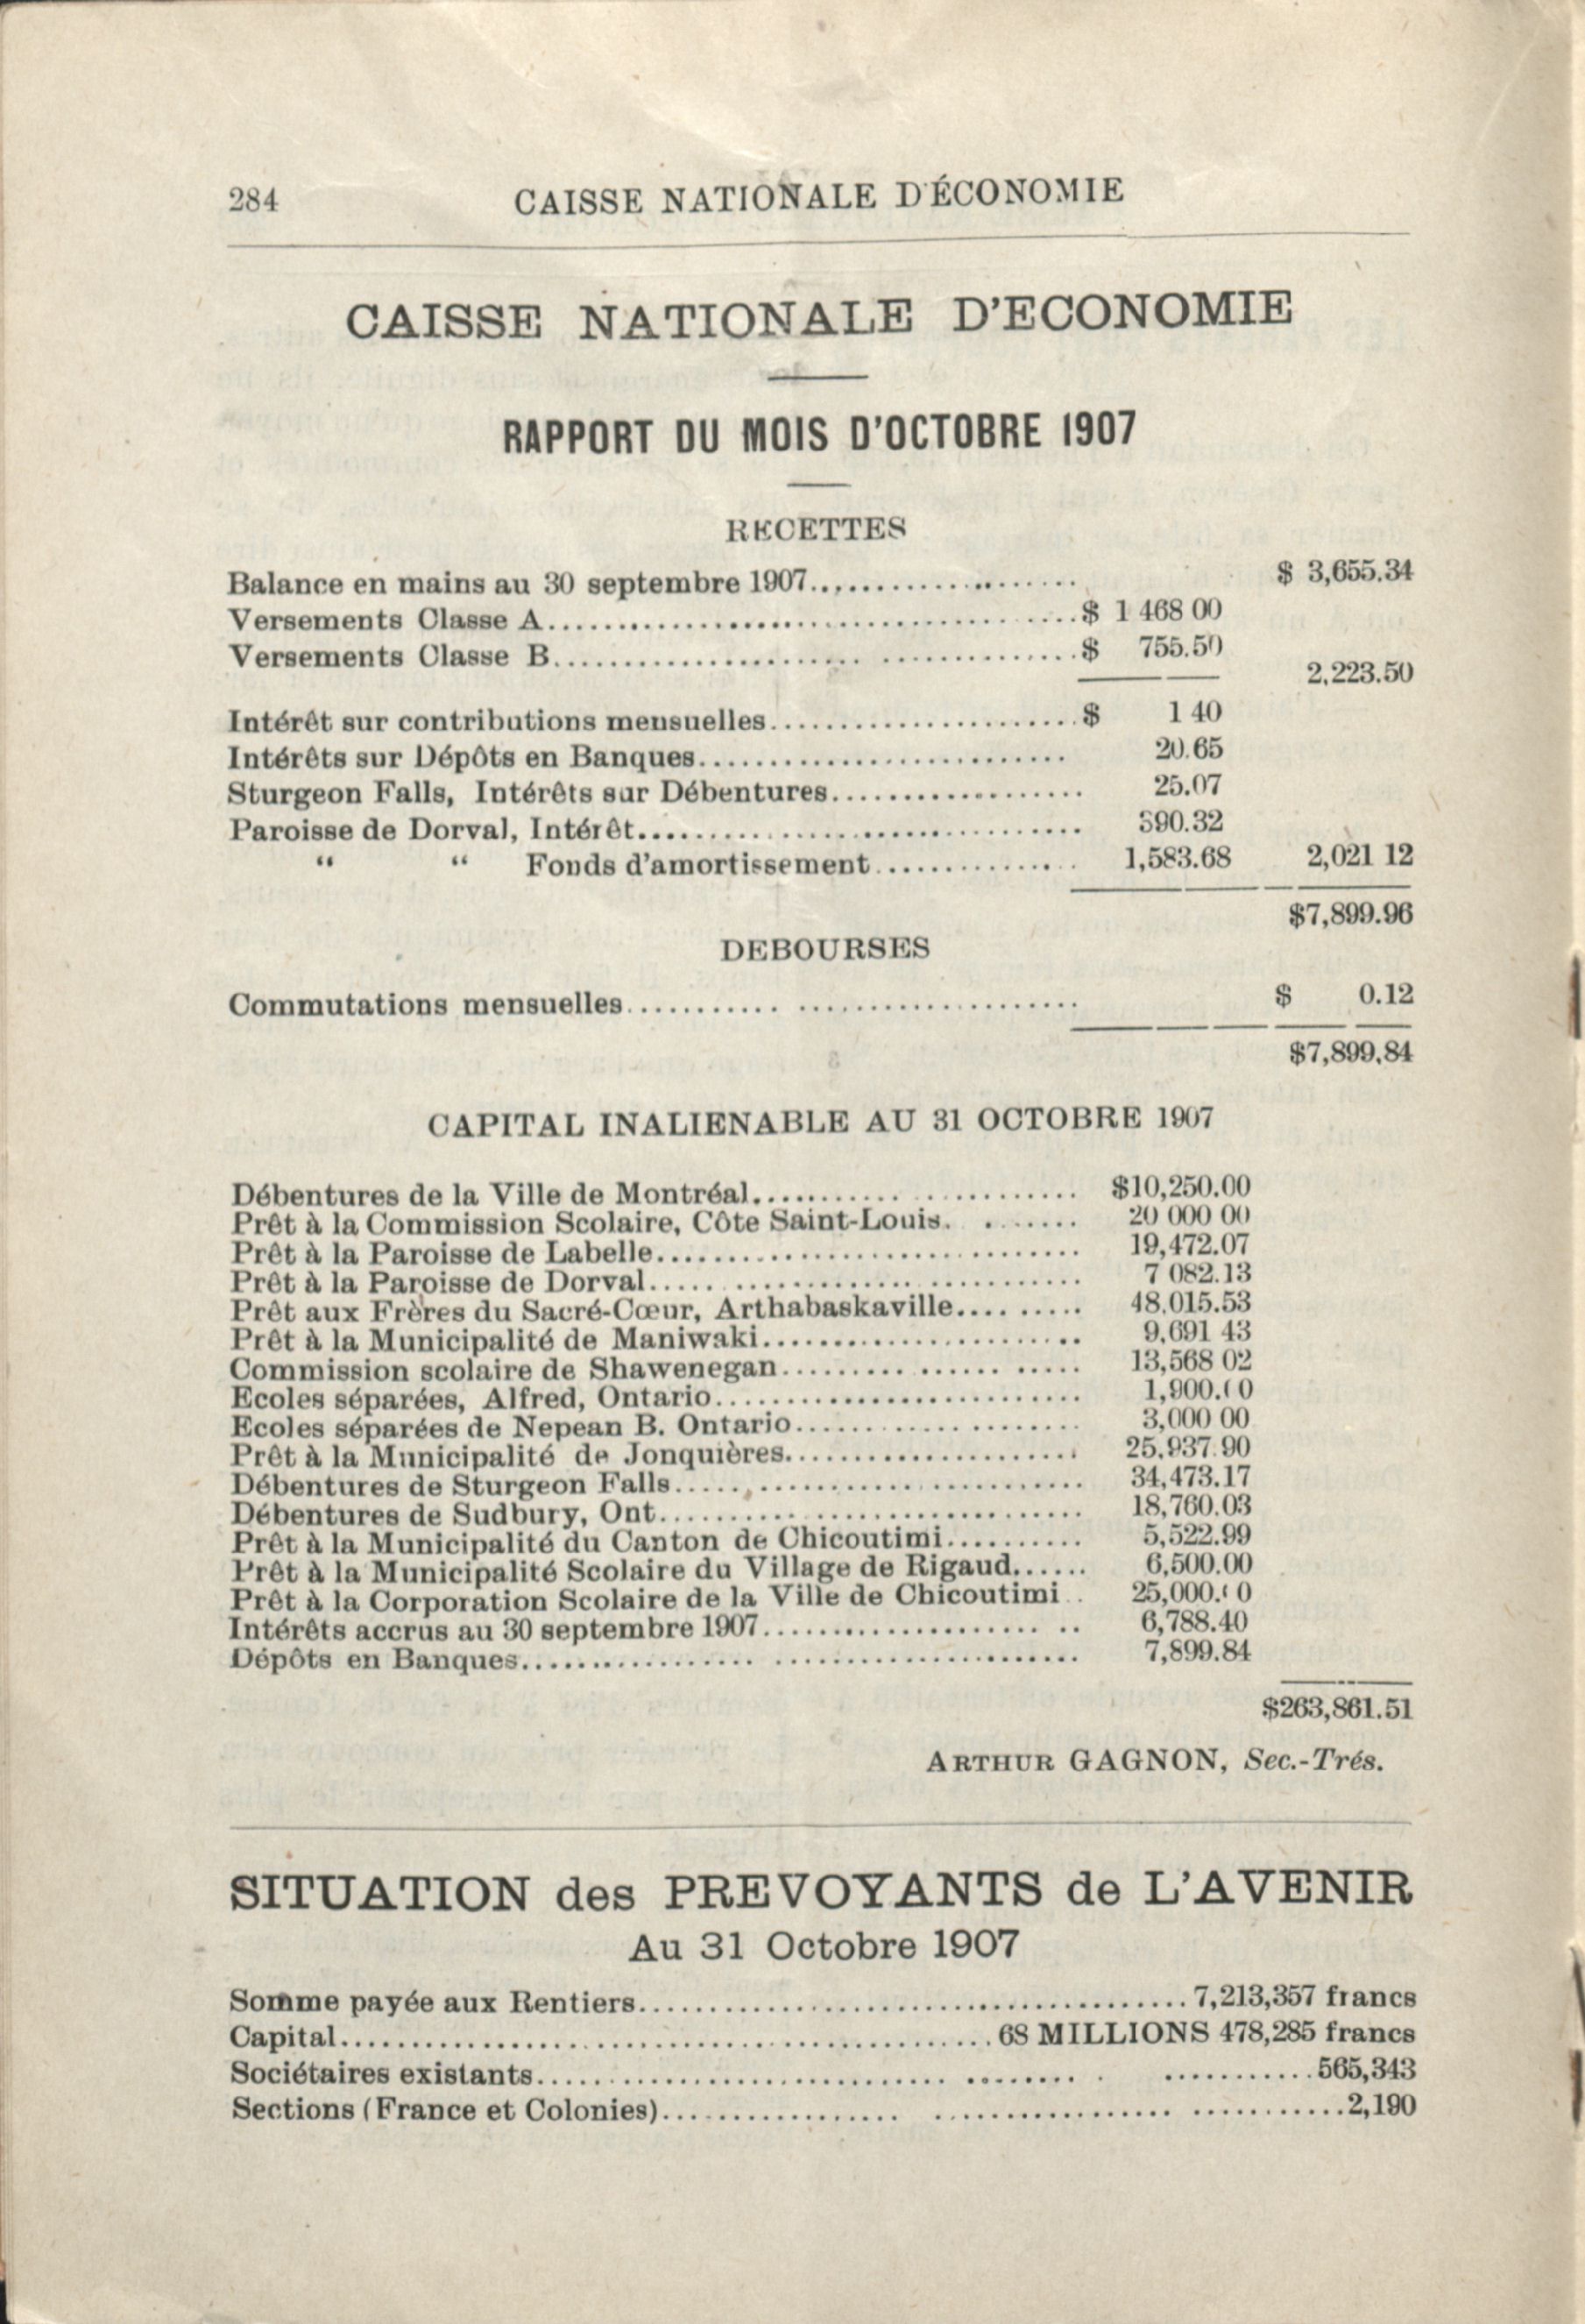 284 CAISSE NATIONALE D'ÉCONOMIE
CAISSE NATIONALE D'ECONOMIE
RAPPORT DU MOIS D'OCTOBRE 1907
RECETTES
Balance en mains au 30 septembre 1907.................... $ 3,655.34
Versements Classe A.................... $ 1 468 00
Versements Classe B.................... $ 755.50
2,223.50
Intérêt sur contributions mensuelles.................... $ 1 40
Intérêts sur Dépôts en Banques.................... 20.65
Sturgeon Falls, Intérêts sur Débentures.................... 25.07
Paroisse de Dorval, Intérêt.................... 390.32
“ “ Fonds d'amortissement.................... 1,583.68 2,021 12
$7,899.96
DEBOURSES
Commutations mensuelles.................... $ 0.12
$7,899.84
CAPITAL INALIENABLE AU 31 OCTOBRE 1907
Débentures de la Ville de Montréal.................... $10,250.00
Prêt à la Commission Scolaire, Côte Saint-Louis. ....... 20 000 00
Prêt à la Paroisse de Labelle.................... 19,472.07
Prêt à la Paroisse de Dorval.................... 7 082.13
Prêt aux Frères du Sacré-Cœur, Arthabaskaville.... ..... 48,015.53
Prêt à la Municipalité de Maniwaki.................... 9,691 43
Commission scolaire de Shawenegan.................... 13,568 02
Ecoles séparées, Alfred, Ontario.................... 1,900.00
Ecoles séparées de Nepean B. Ontario.................... 3,000 00
Prêt à la Municipalité de Jonquières.................... 25,937.90
Débentures de Sturgeon Falls.................... 34,473.17
Débentures de Sudbury, Ont.................... 18,760.03
Prêt à la Municipalité du Canton de Chicoutimi.......... 5,522.99
Prêt à la Municipalité Scolaire du Village de Rigaud...... 6,500.00
Prêt à la Corporation Scolaire de la Ville de Chicoutimi .. 25,000.00
Intérêts accrus au 30 septembre 1907.................... 6,788.40
Dépôts en Banques.................... 7,899.84
$263,861.51
ARTHUR GAGNON, Sec.-Trés.
SITUATION des PREVOYANTS de L'AVENIR
Au 31 Octobre 1907
Somme payée aux Rentiers.................... 7,213,357 francs
Capital.................... 68 MILLIONS 478,285 francs
Sociétaires existants.................... 565,343
Sections (France et Colonies).................... 2,190